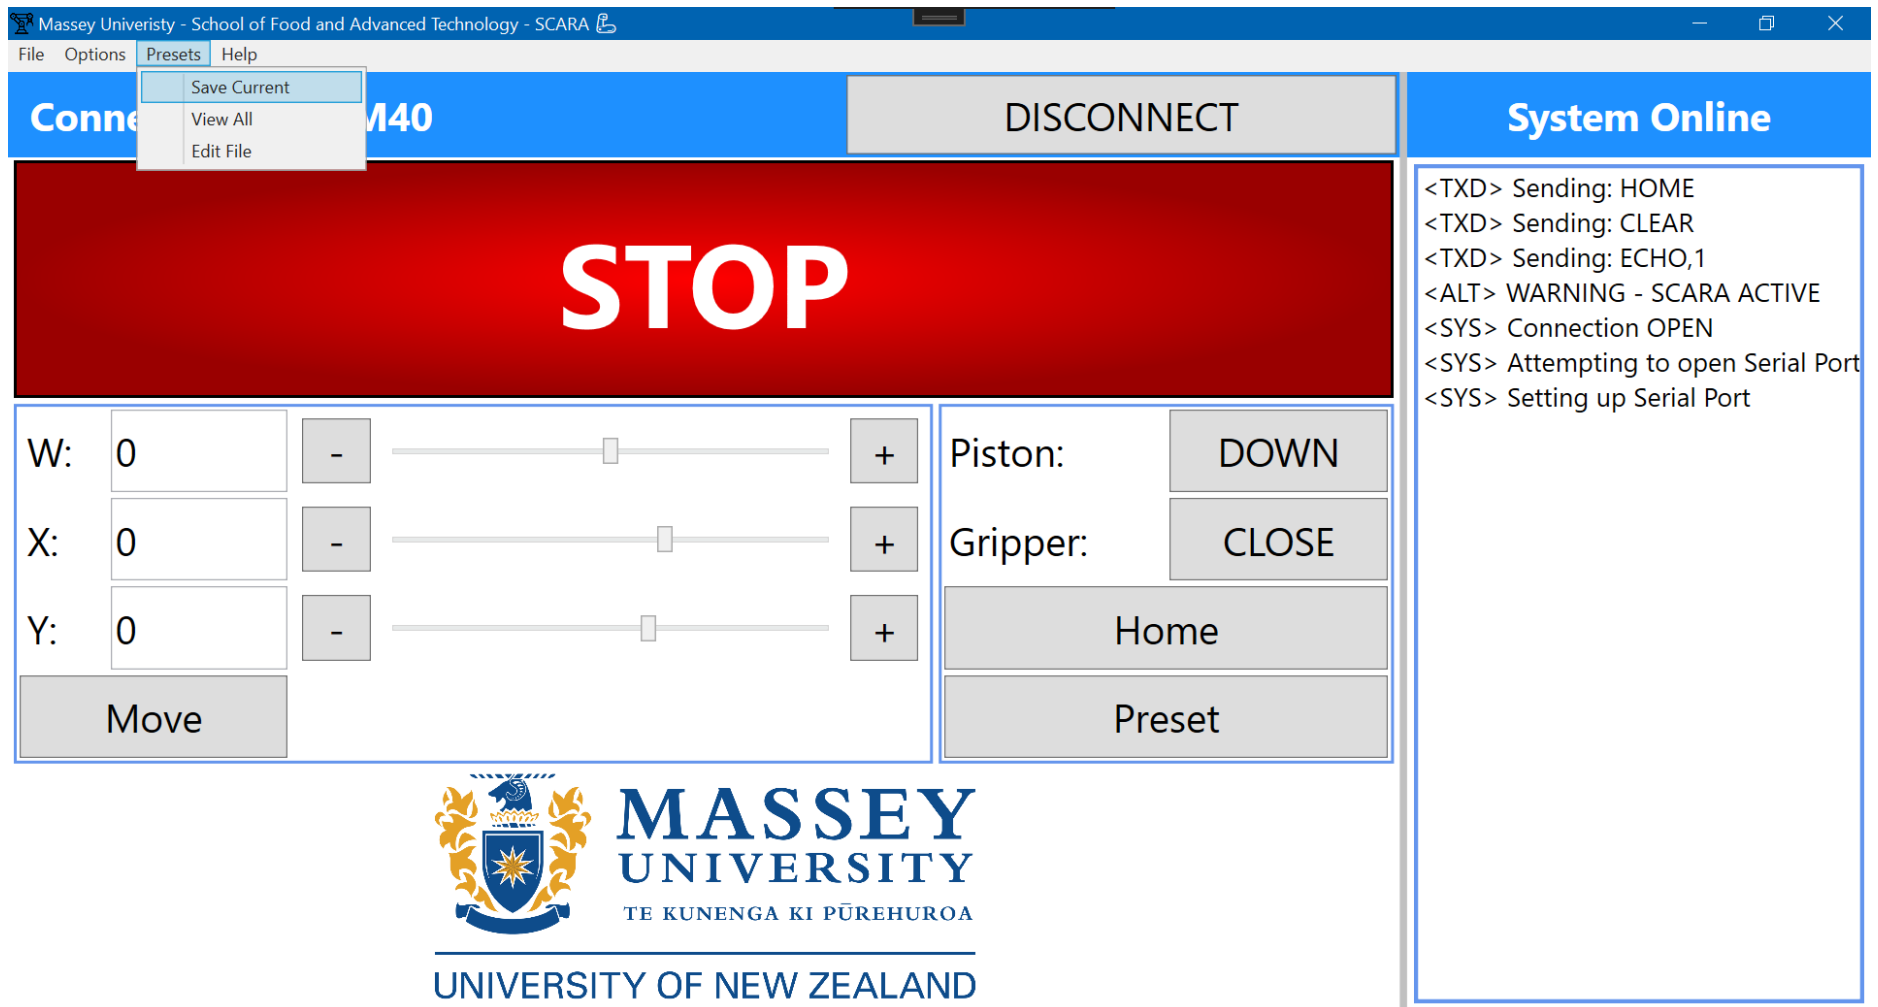 Massey Univeristy - School of Food and Advanced Technology - SCARA
File Options Presets Help
Save Current
View All
Edit File
M40
DISCONNECT
System Online
STOP
<TXD> Sending: HOME
<TXD> Sending: CLEAR
<TXD> Sending: ECHO,1
<ALT> WARNING - SCARA ACTIVE
<SYS> Connection OPEN
<SYS> Attempting to open Serial Port
<SYS> Setting up Serial Port
W: 0 - +
X: 0 - +
Y: 0 - +
Move
Piston: DOWN
Gripper: CLOSE
Home
Preset
MASSEY
UNIVERSITY
TE KUNENGA KI PŪREHUROA
UNIVERSITY OF NEW ZEALAND